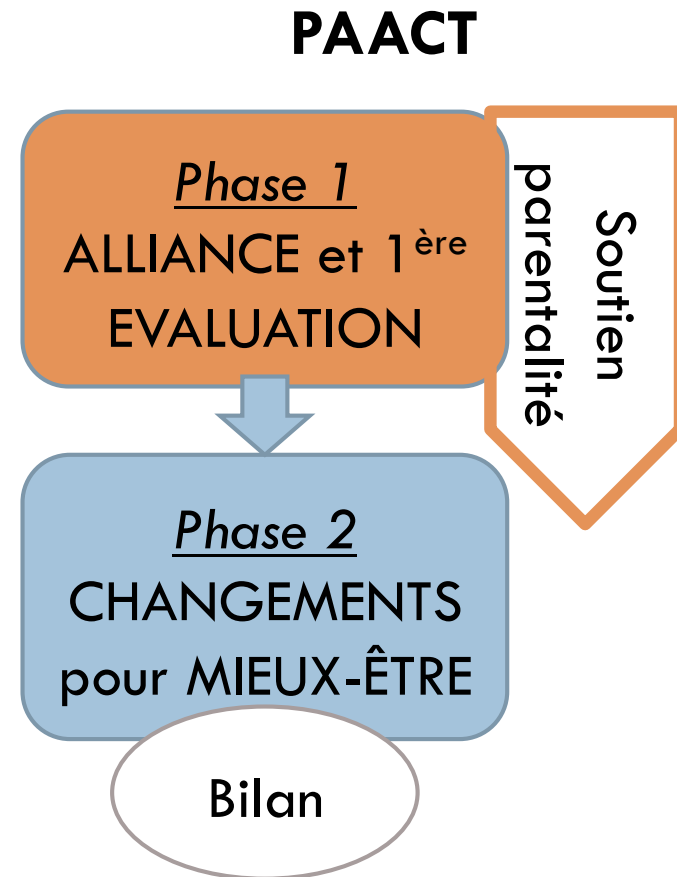 PAACT
Phase 1
ALLIANCE et 1ère
EVALUATION
Soutien
parentalité
Phase 2
CHANGEMENTS
pour MIEUX-ÊTRE
Bilan